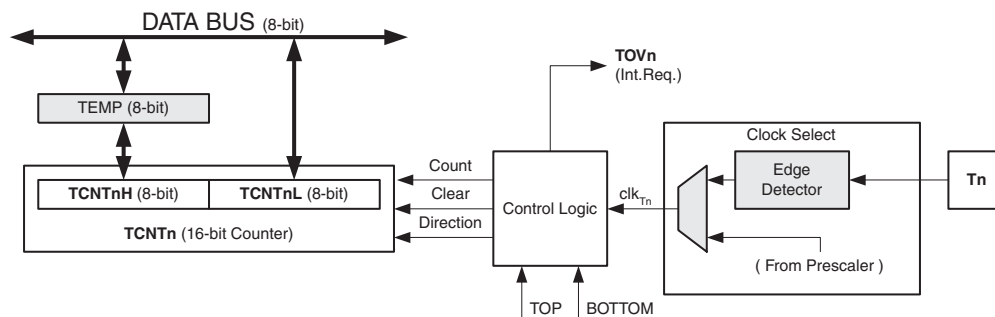 DATA BUS (8-bit)
TEMP (8-bit)
TCNTnH (8-bit)
TCNTnL (8-bit)
TCNTn (16-bit Counter)
Count
Clear
Direction
TOVn
(Int.Req.)
Control Logic
TOP
BOTTOM
clkTn
Clock Select
Edge
Detector
( From Prescaler )
Tn